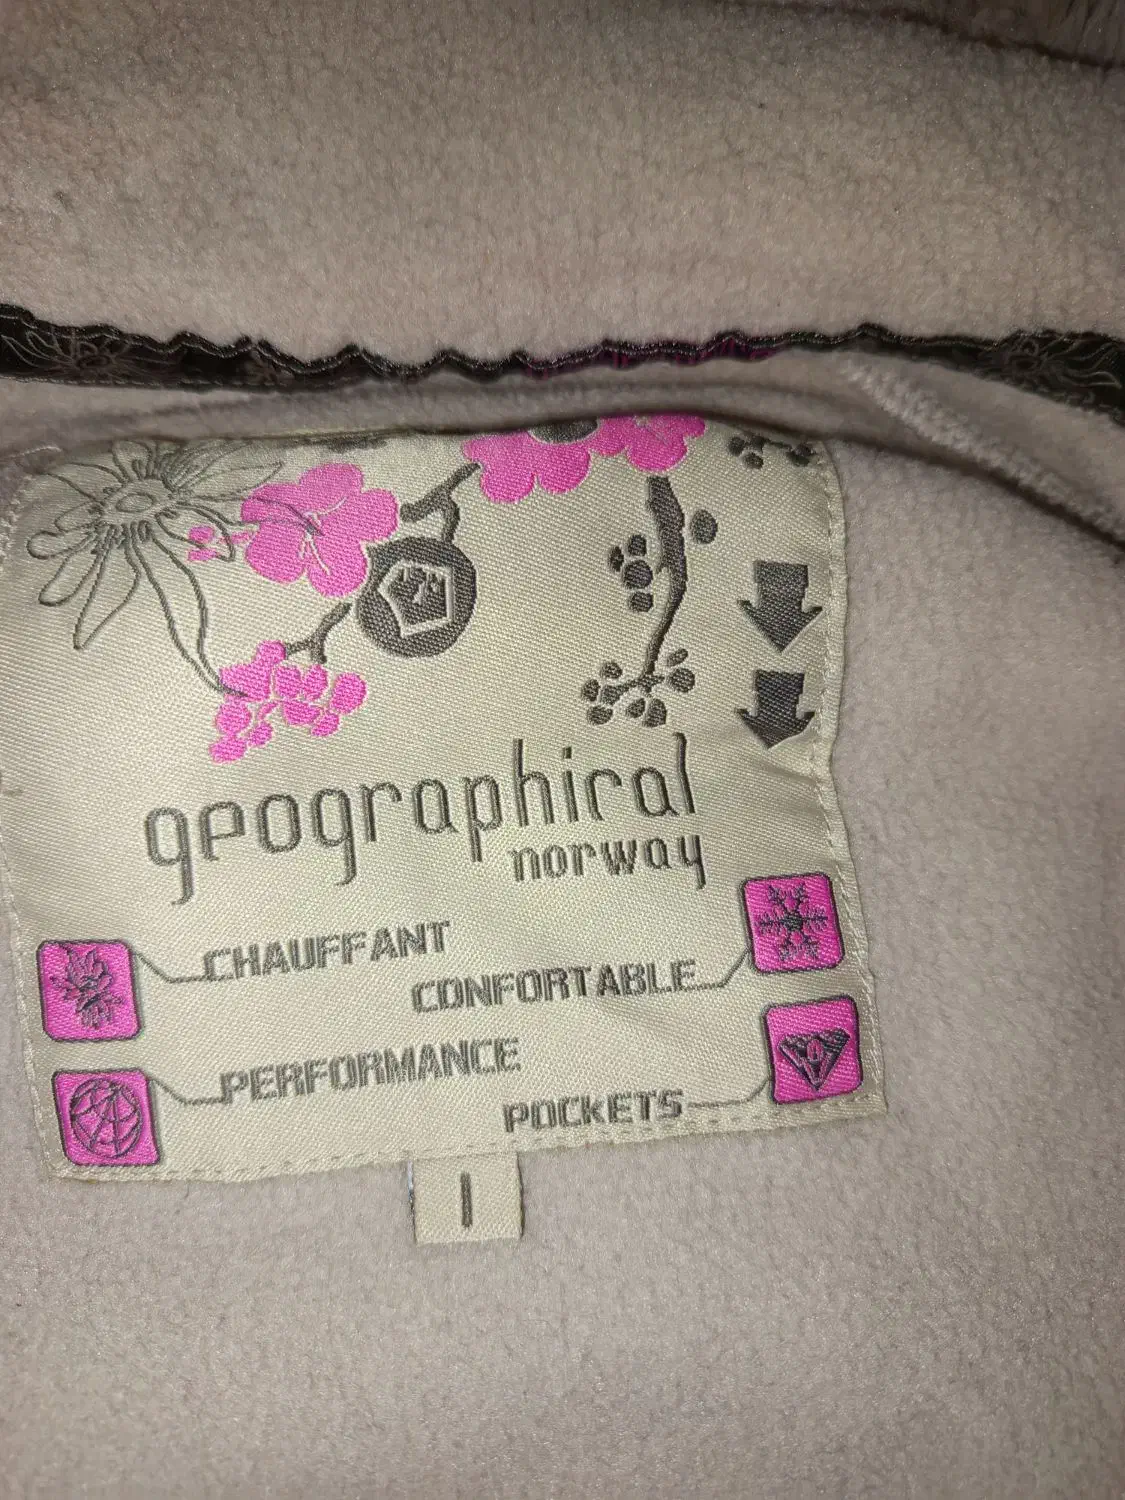 geographical
norway
CHAUFFANT
CONFORTABLE
PERFORMANCE
POCKETS
1